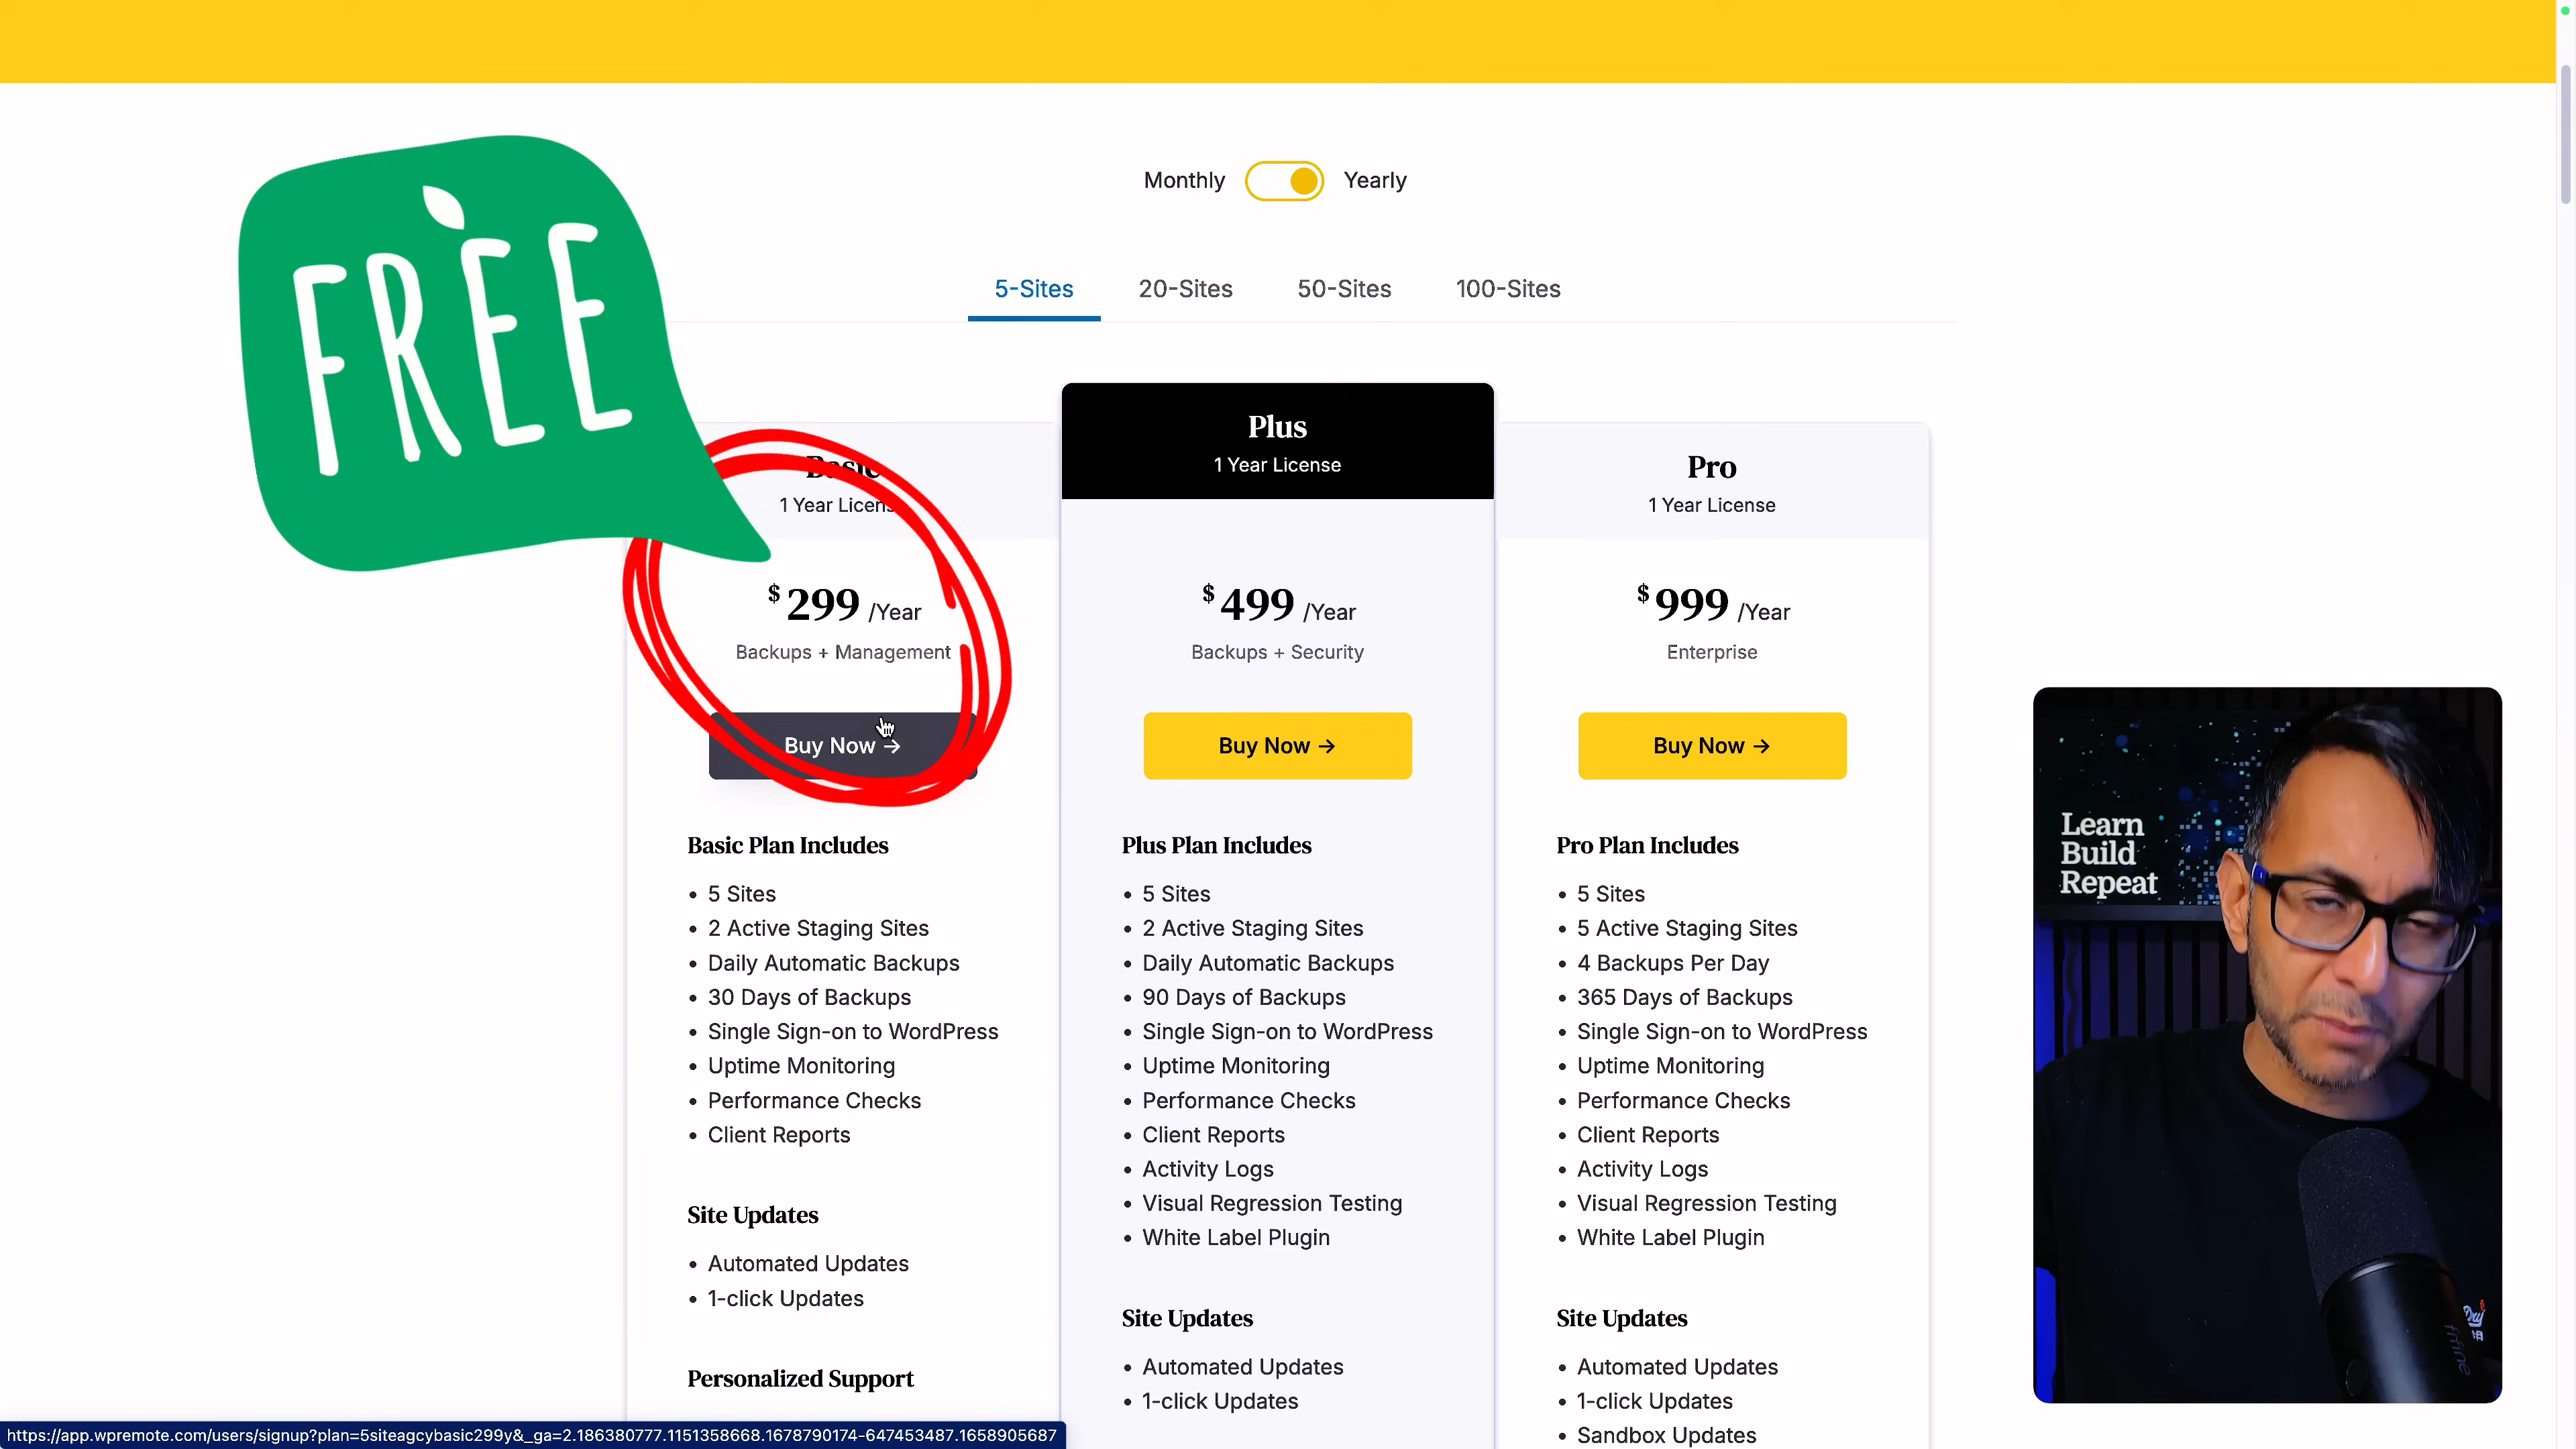 Monthly
Yearly
5-Sites
20-Sites
50-Sites
100-Sites
FREE
Basic
1 Year License
$299 /Year
Backups + Management
Buy Now →
Basic Plan Includes
• 5 Sites
• 2 Active Staging Sites
• Daily Automatic Backups
• 30 Days of Backups
• Single Sign-on to WordPress
• Uptime Monitoring
• Performance Checks
• Client Reports
Site Updates
• Automated Updates
• 1-click Updates
Personalized Support
Plus
1 Year License
$499 /Year
Backups + Security
Buy Now →
Plus Plan Includes
• 5 Sites
• 2 Active Staging Sites
• Daily Automatic Backups
• 90 Days of Backups
• Single Sign-on to WordPress
• Uptime Monitoring
• Performance Checks
• Client Reports
• Activity Logs
• Visual Regression Testing
• White Label Plugin
Site Updates
• Automated Updates
• 1-click Updates
Pro
1 Year License
$999 /Year
Enterprise
Buy Now →
Pro Plan Includes
• 5 Sites
• 5 Active Staging Sites
• 4 Backups Per Day
• 365 Days of Backups
• Single Sign-on to WordPress
• Uptime Monitoring
• Performance Checks
• Client Reports
• Activity Logs
• Visual Regression Testing
• White Label Plugin
Site Updates
• Automated Updates
• 1-click Updates
• Sandbox Updates
Learn
Build
Repeat
fifine
https://app.wpremote.com/users/signup?plan=5siteagcybasic299y&_ga=2.186380777.1151358668.1678790174-647453487.1658905687